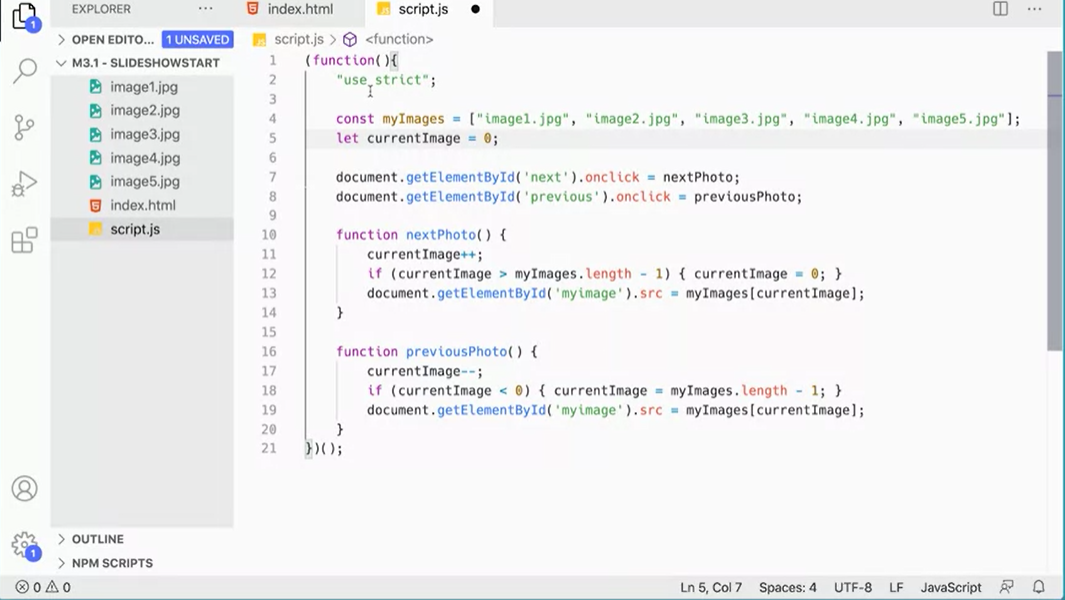 EXPLORER ...
index.html
script.js
...
OPEN EDITO... 1 UNSAVED
script.js > <function>
M3.1 - SLIDESHOWSTART
image1.jpg
image2.jpg
image3.jpg
image4.jpg
image5.jpg
index.html
script.js
1 (function(){
2 "use strict";
3
4 const myImages = ["image1.jpg", "image2.jpg", "image3.jpg", "image4.jpg", "image5.jpg"];
5 let currentImage = 0;
6
7 document.getElementById('next').onclick = nextPhoto;
8 document.getElementById('previous').onclick = previousPhoto;
9
10 function nextPhoto() {
11 currentImage++;
12 if (currentImage > myImages.length - 1) { currentImage = 0; }
13 document.getElementById('myimage').src = myImages[currentImage];
14 }
15
16 function previousPhoto() {
17 currentImage--;
18 if (currentImage < 0) { currentImage = myImages.length - 1; }
19 document.getElementById('myimage').src = myImages[currentImage];
20 }
21 })();
OUTLINE
NPM SCRIPTS
1
1
0 0
Ln 5, Col 7 Spaces: 4 UTF-8 LF JavaScript